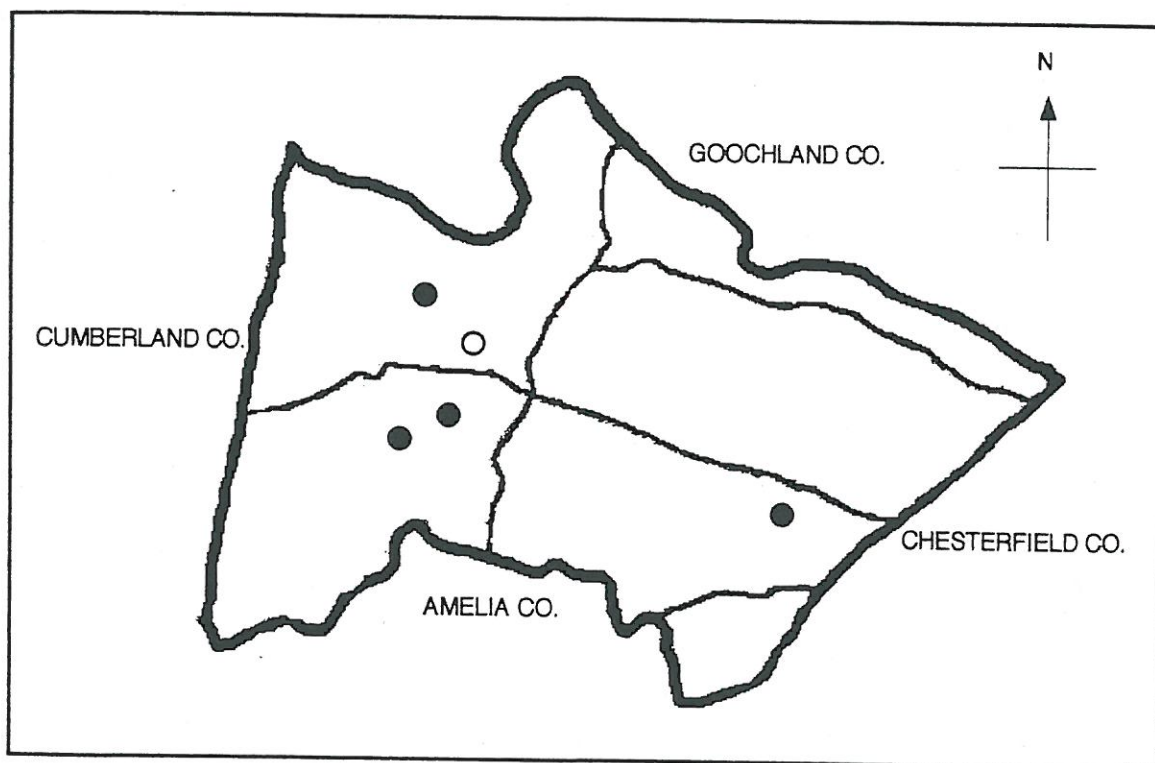 N
GOOCHLAND CO.
CUMBERLAND CO.
CHESTERFIELD CO.
AMELIA CO.